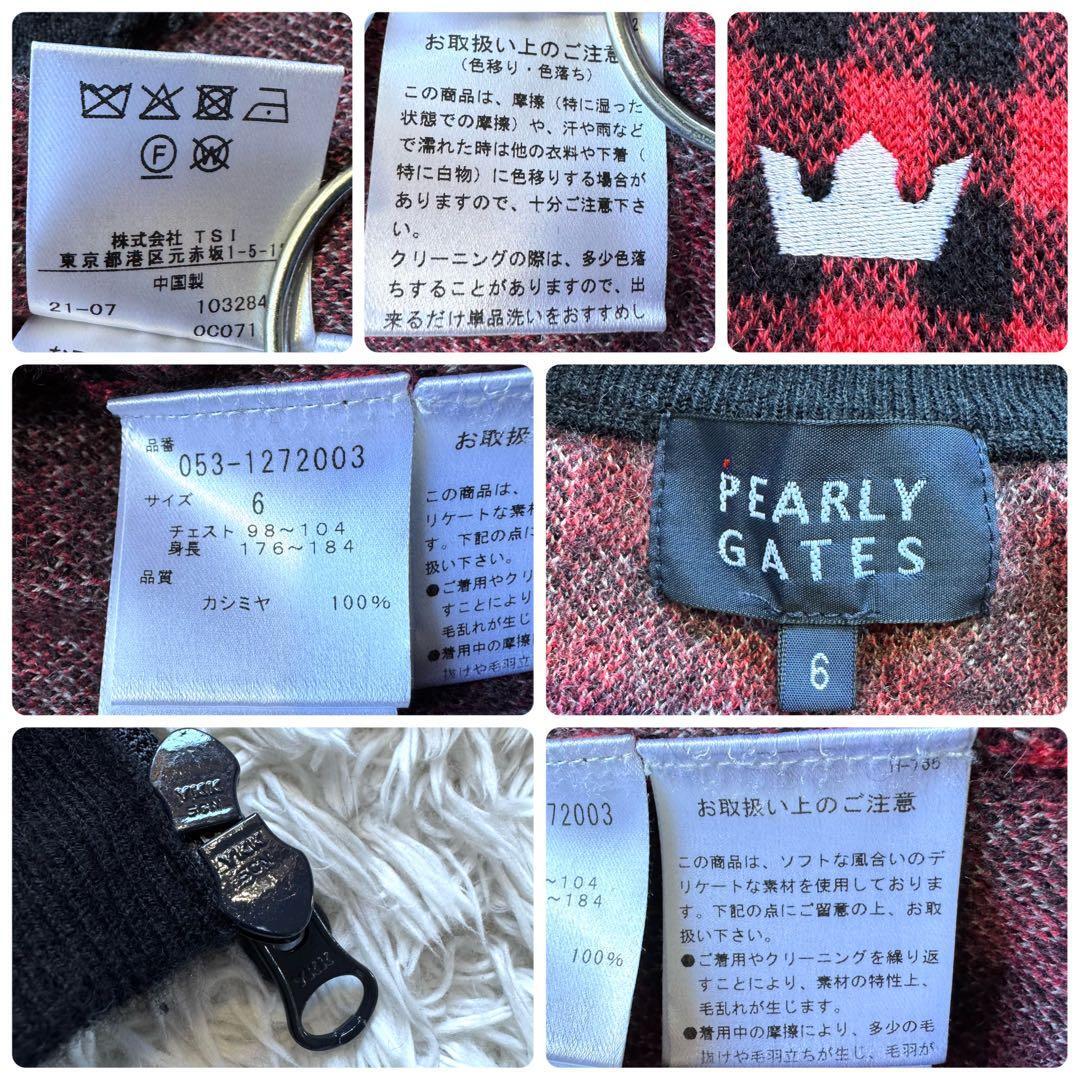 F
W
株式会社 TSI
東京都港区元赤坂1-5-1
中国製
21-07 103284
0C071
2
お取扱い上のご注意
(色移り・色落ち)
この商品は、摩擦(特に湿った
状態での摩擦)や、汗や雨など
で濡れた時は他の衣料や下着(
特に白物)に色移りする場合が
ありますので、十分ご注意下さ
い。
クリーニングの際は、多少色落
ちすることがありますので、出
来るだけ単品洗いをおすすめし
品番
053-1272003
サイズ 6
チェスト 98~104
身長 176~184
品質
カシミヤ 100%
お取扱
この商品は、
リケートな素材
す。下記の点に
扱い下さい。
●ご着用やクリ
すことにより
毛乱れが生じ
●着用中の摩擦
抜けや毛羽立
PEARLY
GATES
6
YKK
5CN
YKK
5CN
YKK
72003
~104
~184
100%
お取扱い上のご注意
この商品は、ソフトな風合いのデ
リケートな素材を使用しておりま
す。下記の点にご留意の上、お取
扱い下さい。
●ご着用やクリーニングを繰り返
すことにより、素材の特性上、
毛乱れが生じます。
●着用中の摩擦により、多少の毛
抜けや毛羽立ちが生じ、毛羽が